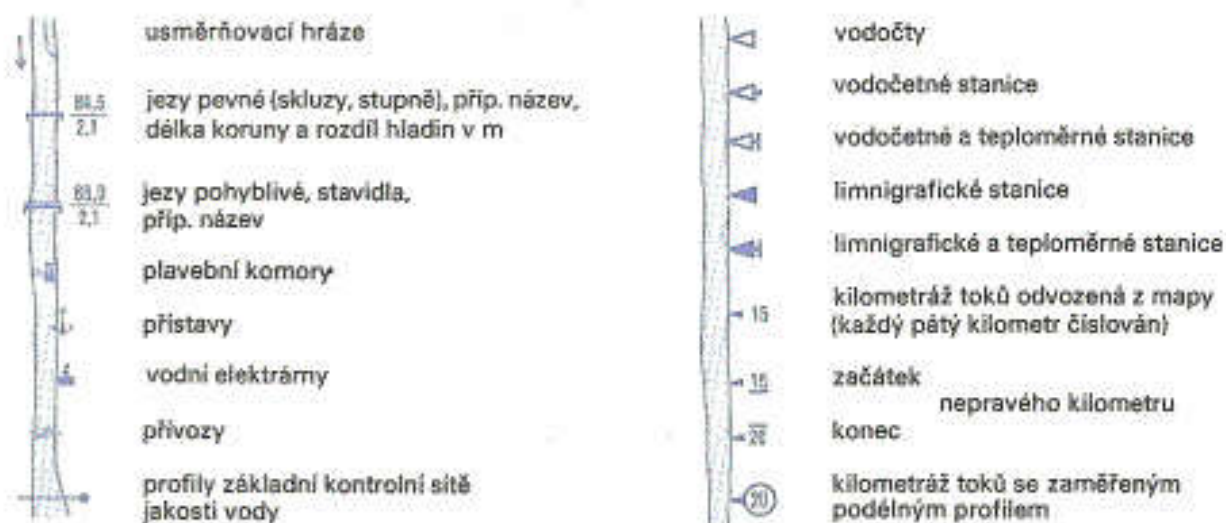 usměrňovací hráze
2,1
jezy pevné (skluzy, stupně), příp. název,
délka koruny a rozdíl hladin v m
2,1
jezy pohyblivé, stavidla,
příp. název
plavební komory
přístavy
vodní elektrárny
přívozy
profily základní kontrolní sítě
jakosti vody
vodočty
vodočetné stanice
vodočetné a teploměrné stanice
limnigrafické stanice
limnigrafické a teploměrné stanice
15
kilometráž toků odvozená z mapy
(každý pátý kilometr číslován)
15
začátek
nepravého kilometru
20
konec
20
kilometráž toků se zaměřeným
podélným profilem